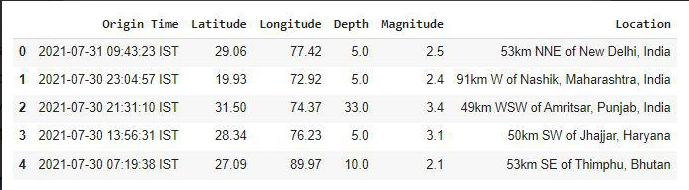 Origin Time Latitude Longitude Depth Magnitude Location
0 2021-07-31 09:43:23 IST 29.06 77.42 5.0 2.5 53km NNE of New Delhi, India
1 2021-07-30 23:04:57 IST 19.93 72.92 5.0 2.4 91km W of Nashik, Maharashtra, India
2 2021-07-30 21:31:10 IST 31.50 74.37 33.0 3.4 49km WSW of Amritsar, Punjab, India
3 2021-07-30 13:56:31 IST 28.34 76.23 5.0 3.1 50km SW of Jhajjar, Haryana
4 2021-07-30 07:19:38 IST 27.09 89.97 10.0 2.1 53km SE of Thimphu, Bhutan